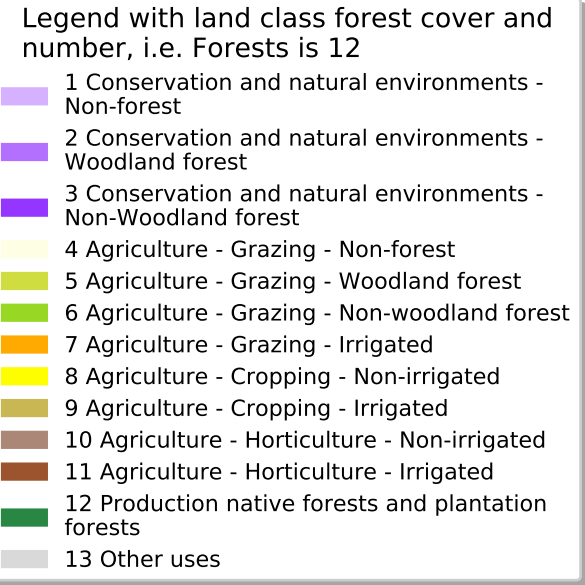 Legend with land class forest cover and
number, i.e. Forests is 12
1 Conservation and natural environments -
Non-forest
2 Conservation and natural environments -
Woodland forest
3 Conservation and natural environments -
Non-Woodland forest
4 Agriculture - Grazing - Non-forest
5 Agriculture - Grazing - Woodland forest
6 Agriculture - Grazing - Non-woodland forest
7 Agriculture - Grazing - Irrigated
8 Agriculture - Cropping - Non-irrigated
9 Agriculture - Cropping - Irrigated
10 Agriculture - Horticulture - Non-irrigated
11 Agriculture - Horticulture - Irrigated
12 Production native forests and plantation
forests
13 Other uses